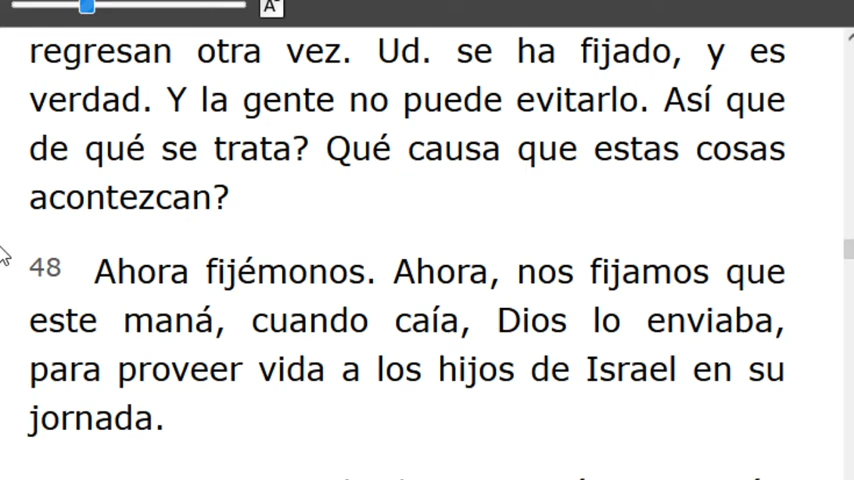 A
regresan otra vez. Ud. se ha fijado, y es
verdad. Y la gente no puede evitarlo. Así que
de qué se trata? Qué causa que estas cosas
acontezcan?
48 Ahora fijémonos. Ahora, nos fijamos que
este maná, cuando caía, Dios lo enviaba,
para proveer vida a los hijos de Israel en su
jornada.